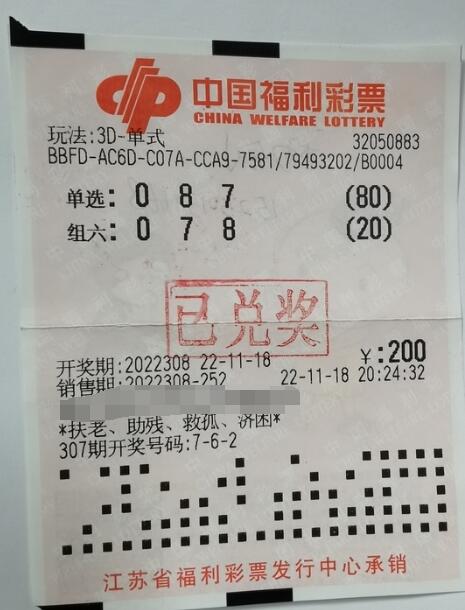 中国福利彩票
CHINA WELFARE LOTTERY
玩法:3D-单式 32050883
BBFD-AC6D-C07A-CCA9-7581/79493202/B0004
单选: 0 8 7 (80)
组六: 0 7 8 (20)
已兑奖
开奖期:2022308 22-11-18 ¥:200
销售期:2022308-252 22-11-18 20:24:32
*扶老、助残、救孤、济困*
307期开奖号码:7-6-2
江苏省福利彩票发行中心承销